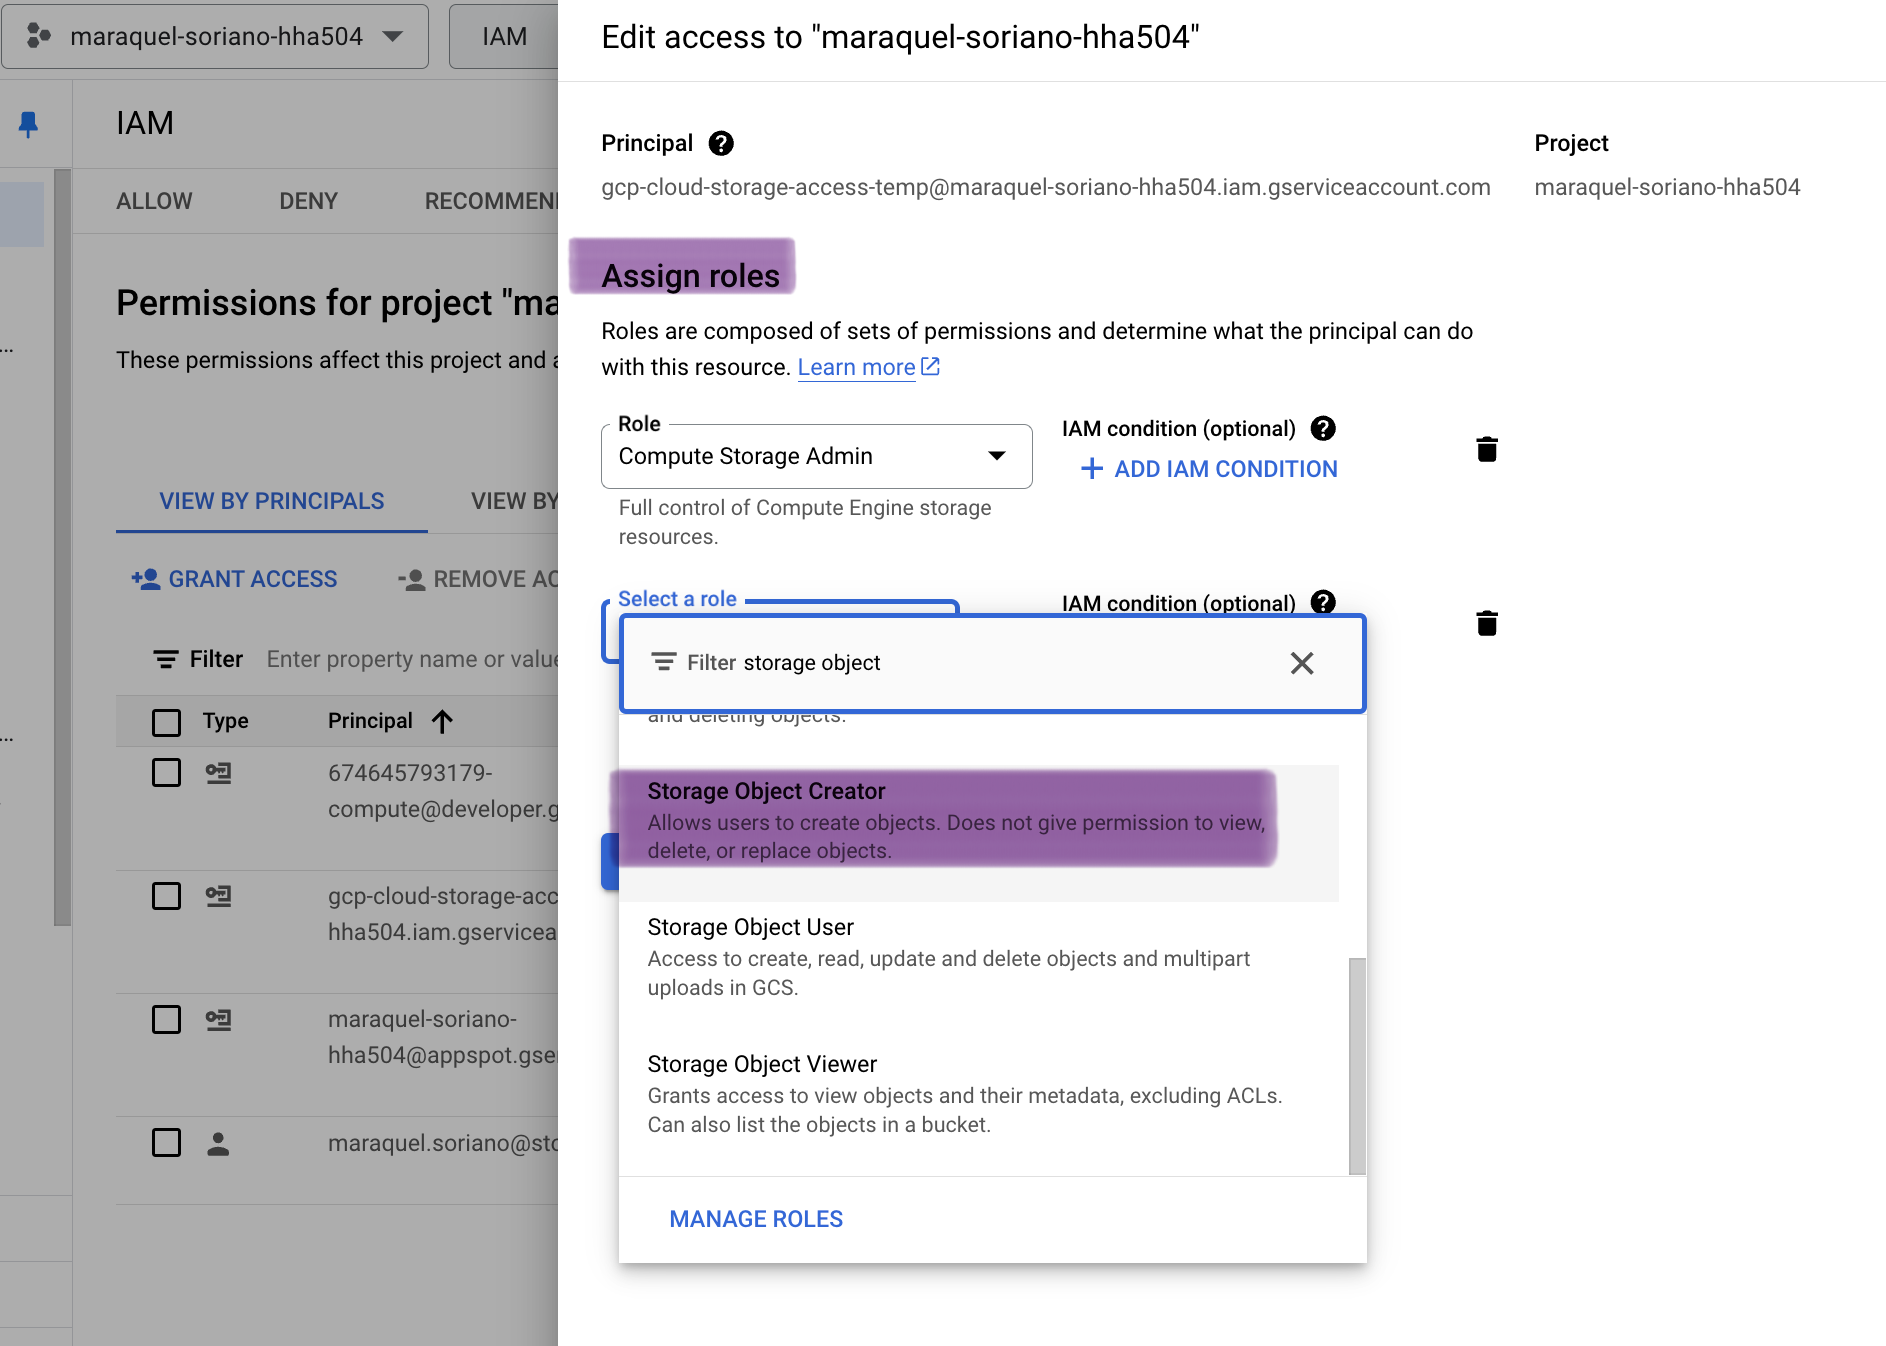 maraquel-soriano-hha504
IAM
IAM
ALLOW
DENY
Permissions for project
These permissions affect this project and
VIEW BY PRINCIPALS
VIEW BY
GRANT ACCESS
REMOVE
Filter
Enter property name or value
Type
Principal
674645793179-
compute@developer.g
gcp-cloud-storage-acc
hha504.iam.gservicea
maraquel-soriano-
hha504@appspot.gse
maraquel.soriano@sto
Edit access to "maraquel-soriano-hha504"
Principal
Project
gcp-cloud-storage-access-temp@maraquel-soriano-hha504.iam.gserviceaccount.com
maraquel-soriano-hha504
Assign roles
Roles are composed of sets of permissions and determine what the principal can do
with this resource. Learn more
Role
Compute Storage Admin
IAM condition (optional)
+ ADD IAM CONDITION
Full control of Compute Engine storage
resources.
Select a role
IAM condition (optional)
Filter storage object
and deleting objects.
Storage Object Creator
Allows users to create objects. Does not give permission to view,
delete, or replace objects.
Storage Object User
Access to create, read, update and delete objects and multipart
uploads in GCS.
Storage Object Viewer
Grants access to view objects and their metadata, excluding ACLs.
Can also list the objects in a bucket.
MANAGE ROLES